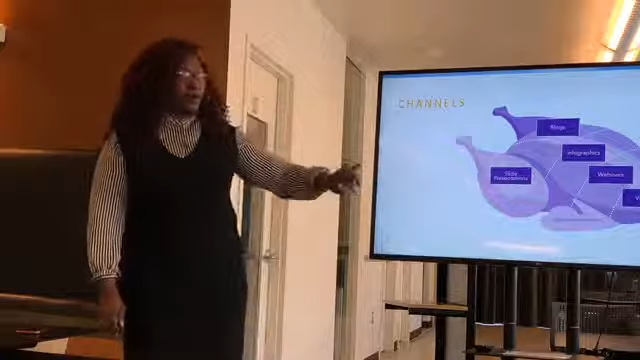 CHANNELS
Blogs
Infographics
Slide
Presentations
Webinars
V